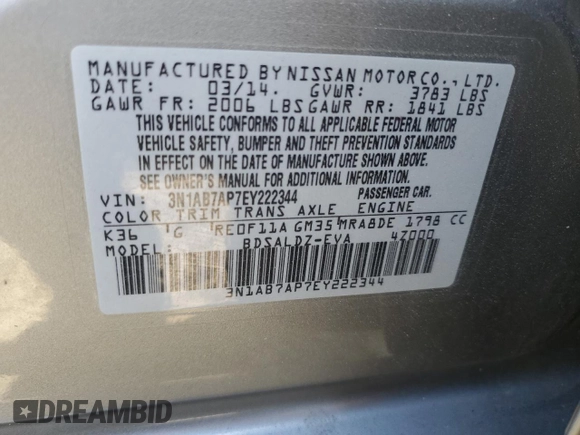 MANUFACTURED BY NISSAN MOTOR CO., LTD.
DATE: 03/14. GVWR: 3783 LBS
GAWR FR: 2006 LBS GAWR RR: 1841 LBS
THIS VEHICLE CONFORMS TO ALL APPLICABLE FEDERAL MOTOR
VEHICLE SAFETY, BUMPER AND THEFT PREVENTION STANDARDS
IN EFFECT ON THE DATE OF MANUFACTURE SHOWN ABOVE.
SEE OWNER'S MANUAL FOR ADDITIONAL INFORMATION.
VIN: 3N1AB7AP7EY222344 PASSENGER CAR.
COLOR TRIM TRANS AXLE ENGINE
K36 G RE0F11A GM35 MRA8DE 1798 CC
MODEL: BDSALDZ-EVA 4Z000
3N1AB7AP7EY222344
DREAMBID